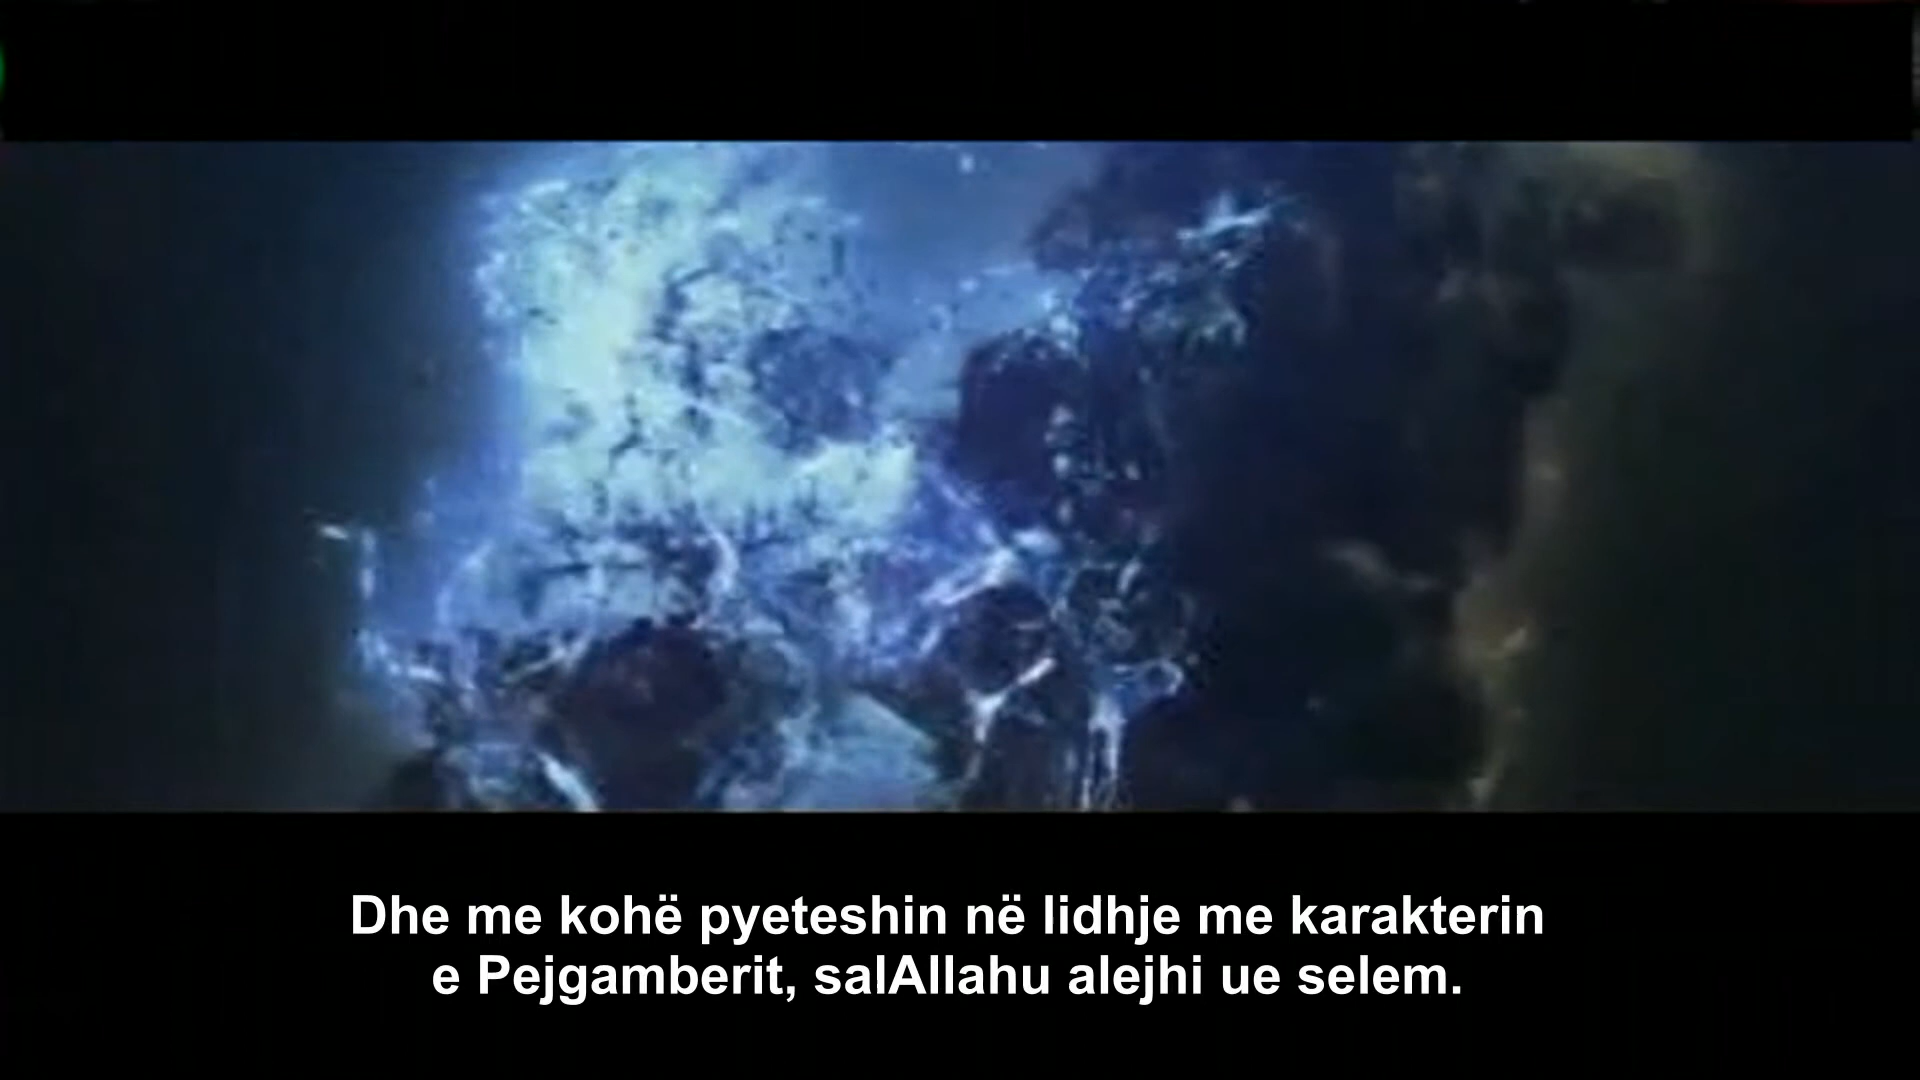 Dhe me kohë pyeteshin në lidhje me karakterin
e Pejgamberit, salAllahu alejhi ue selem.